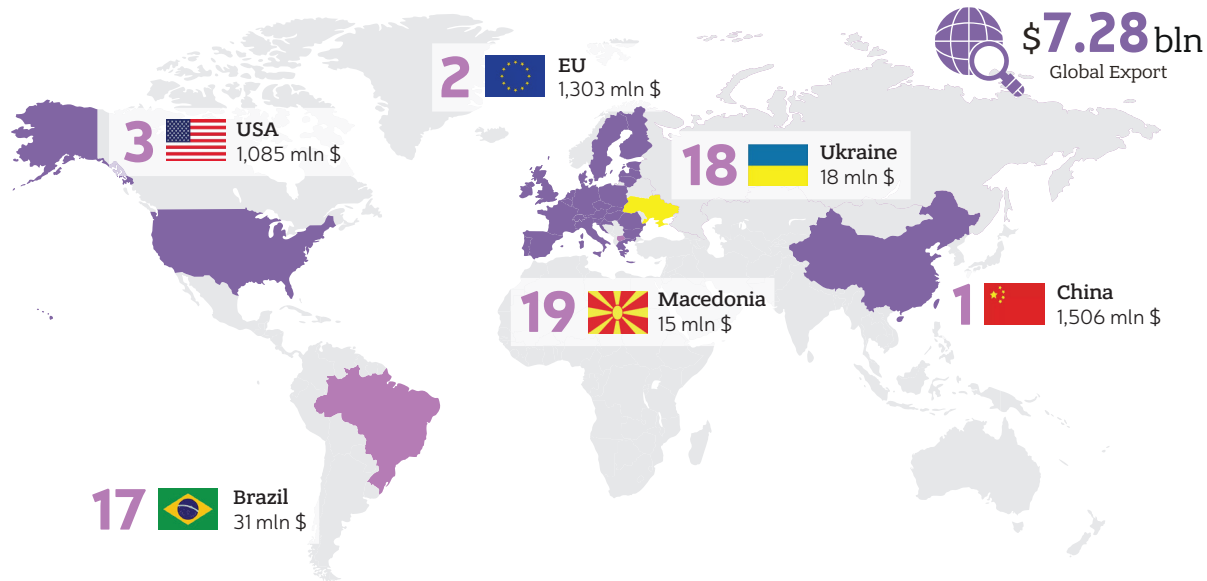 $7.28 bln
Global Export
2
EU
1,303 mln $
3
USA
1,085 mln $
18
Ukraine
18 mln $
19
Macedonia
15 mln $
1
China
1,506 mln $
17
Brazil
31 mln $